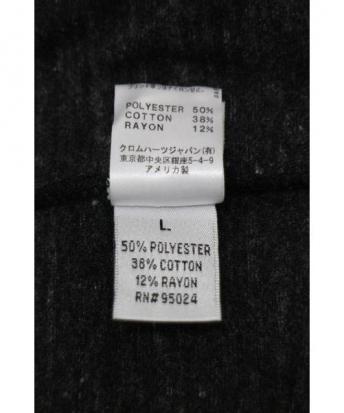 POLYESTER 50%
COTTON 38%
RAYON 12%
クロムハーツジャパン(有)
東京都中央区銀座5-4-9
アメリカ製
L.
50% POLYESTER
38% COTTON
12% RAYON
RN#95024